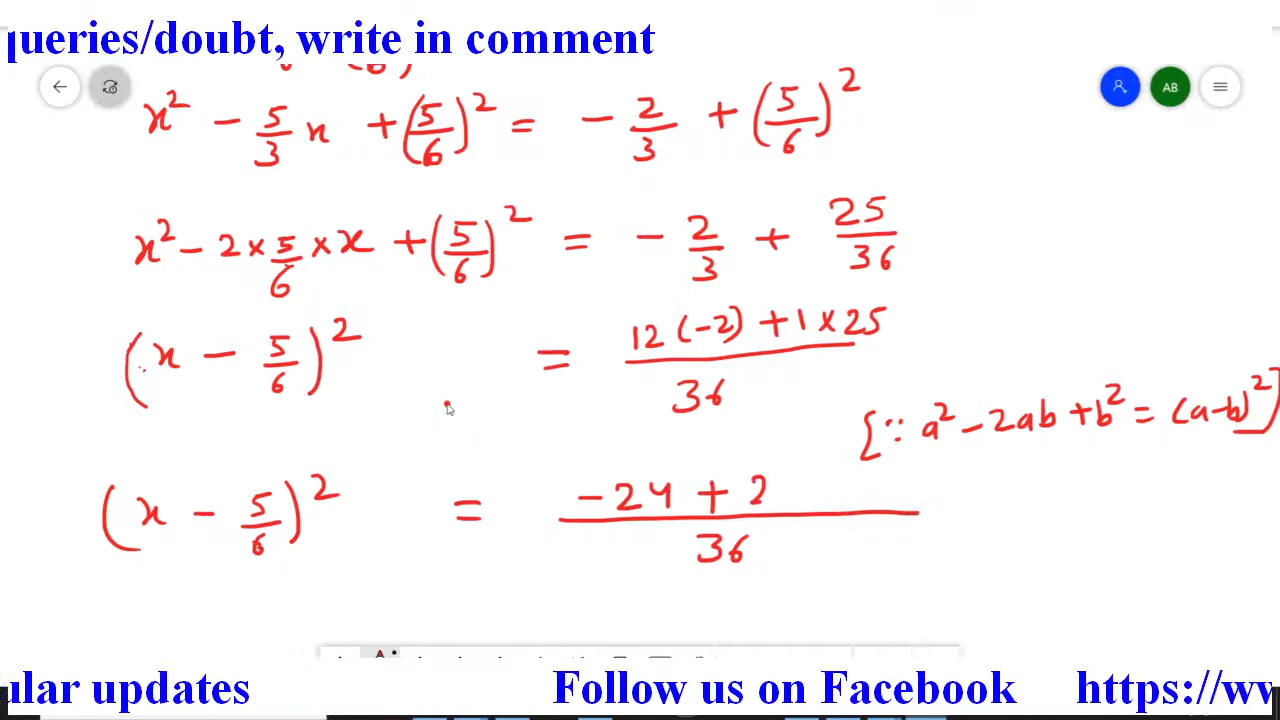 queries/doubt, write in comment
AB
x² - 5/3 x + (5/6)² = - 2/3 + (5/6)²
x² - 2 × 5/6 × x + (5/6)² = - 2/3 + 25/36
(x - 5/6)² = 12(-2) + 1 × 25 / 36
[∵ a² - 2ab + b² = (a-b)²]
(x - 5/6)² = -24 + 2 / 36
ular updates Follow us on Facebook https://ww